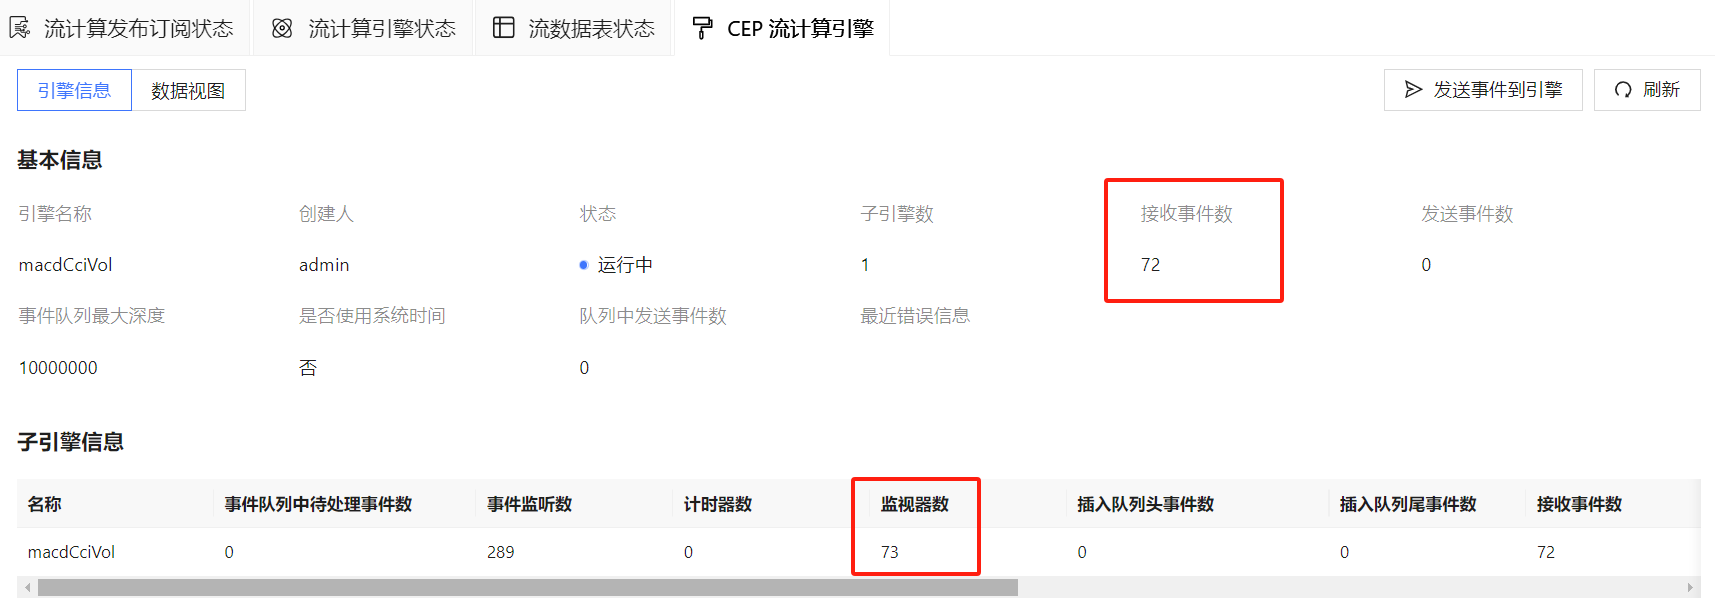 流计算发布订阅状态 流计算引擎状态 流数据表状态 CEP 流计算引擎
引擎信息 数据视图 发送事件到引擎 刷新
基本信息
引擎名称 创建人 状态 子引擎数 接收事件数 发送事件数
macdCciVol admin 运行中 1 72 0
事件队列最大深度 是否使用系统时间 队列中发送事件数 最近错误信息
10000000 否 0
子引擎信息
名称 事件队列中待处理事件数 事件监听数 计时器数 监视器数 插入队列头事件数 插入队列尾事件数 接收事件数
macdCciVol 0 289 0 73 0 0 72